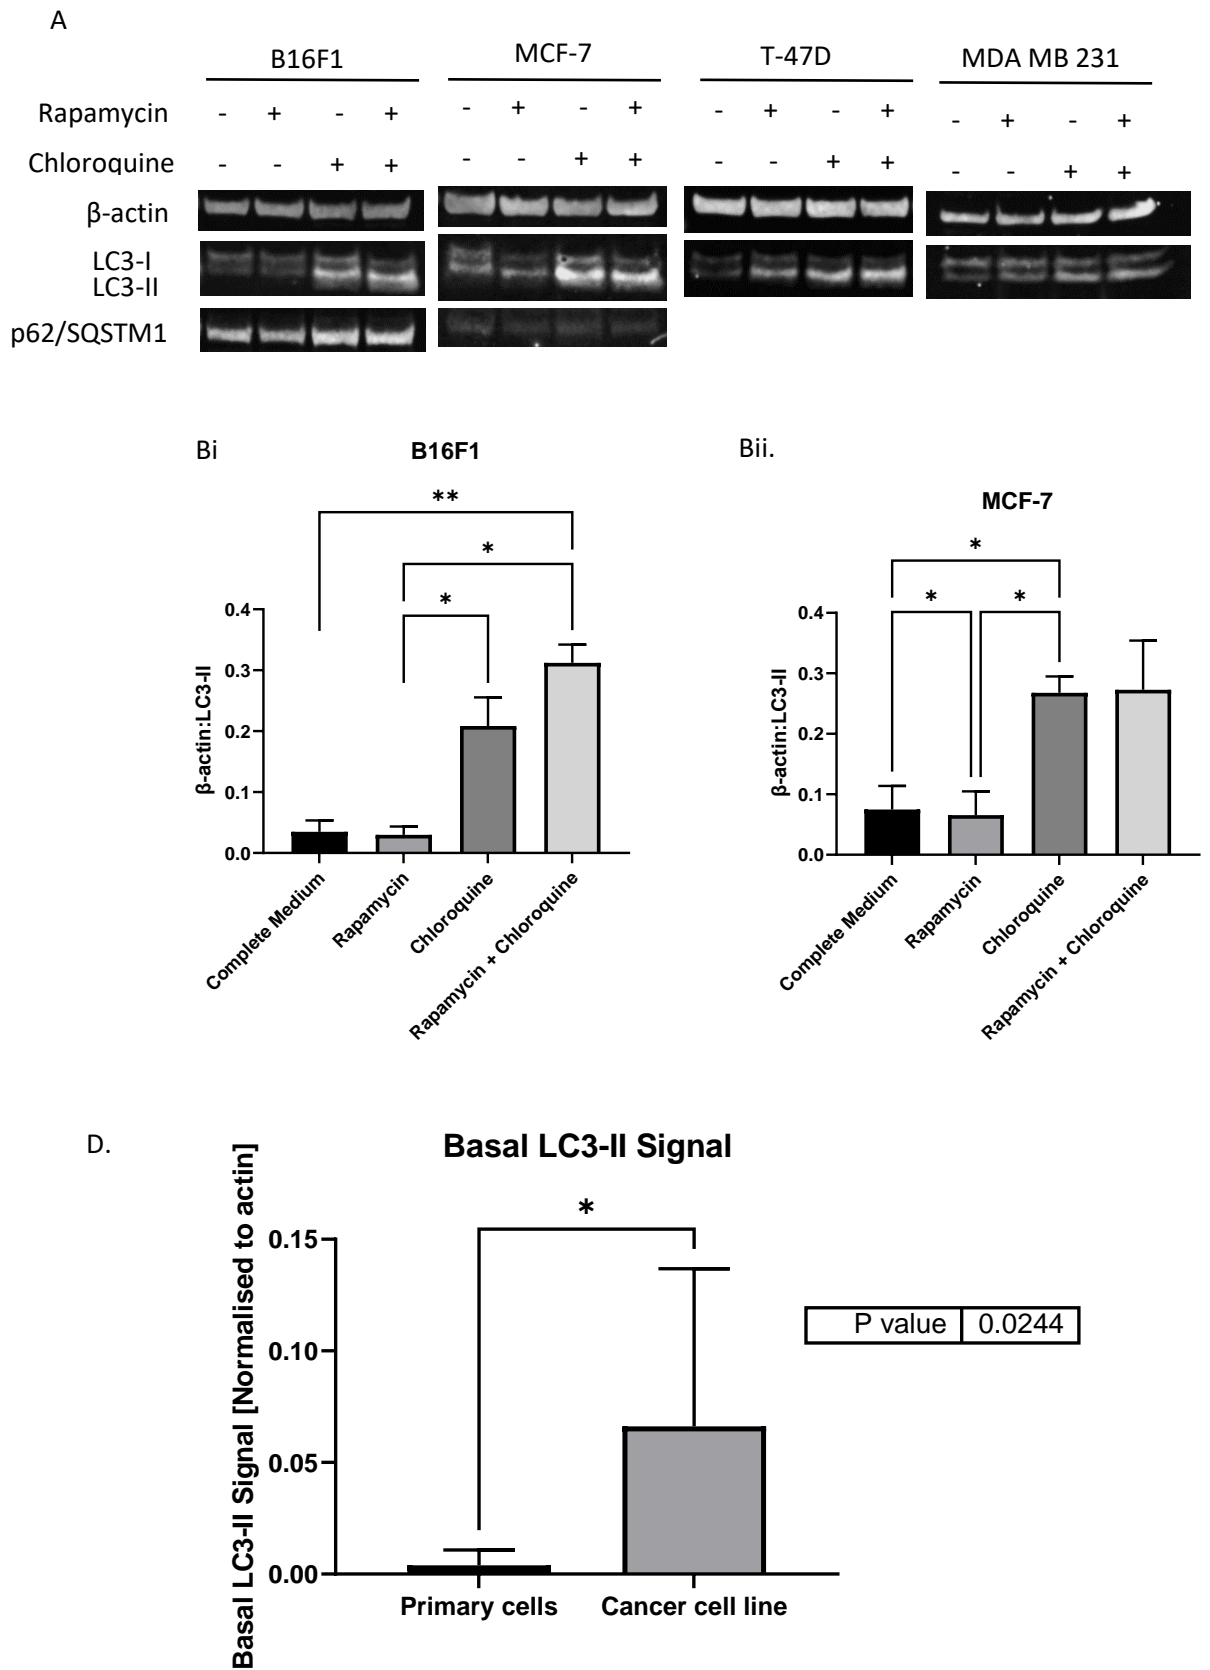 A
B16F1 MCF-7 T-47D MDA MB 231
Rapamycin - + - + - + - + - + - + - + - +
Chloroquine - - + + - - + + - - + + - - + +
β-actin
LC3-I
LC3-II
p62/SQSTM1
Bi
B16F1
**
*
*
β-actin:LC3-II
0.4
0.3
0.2
0.1
0.0
Complete Medium
Rapamycin
Chloroquine
Rapamycin + Chloroquine
Bii.
MCF-7
*
* *
β-actin:LC3-II
0.4
0.3
0.2
0.1
0.0
Complete Medium
Rapamycin
Chloroquine
Rapamycin + Chloroquine
D.
Basal LC3-II Signal
*
Basal LC3-II Signal [Normalised to actin]
0.15
0.10
0.05
0.00
Primary cells Cancer cell line
P value 0.0244